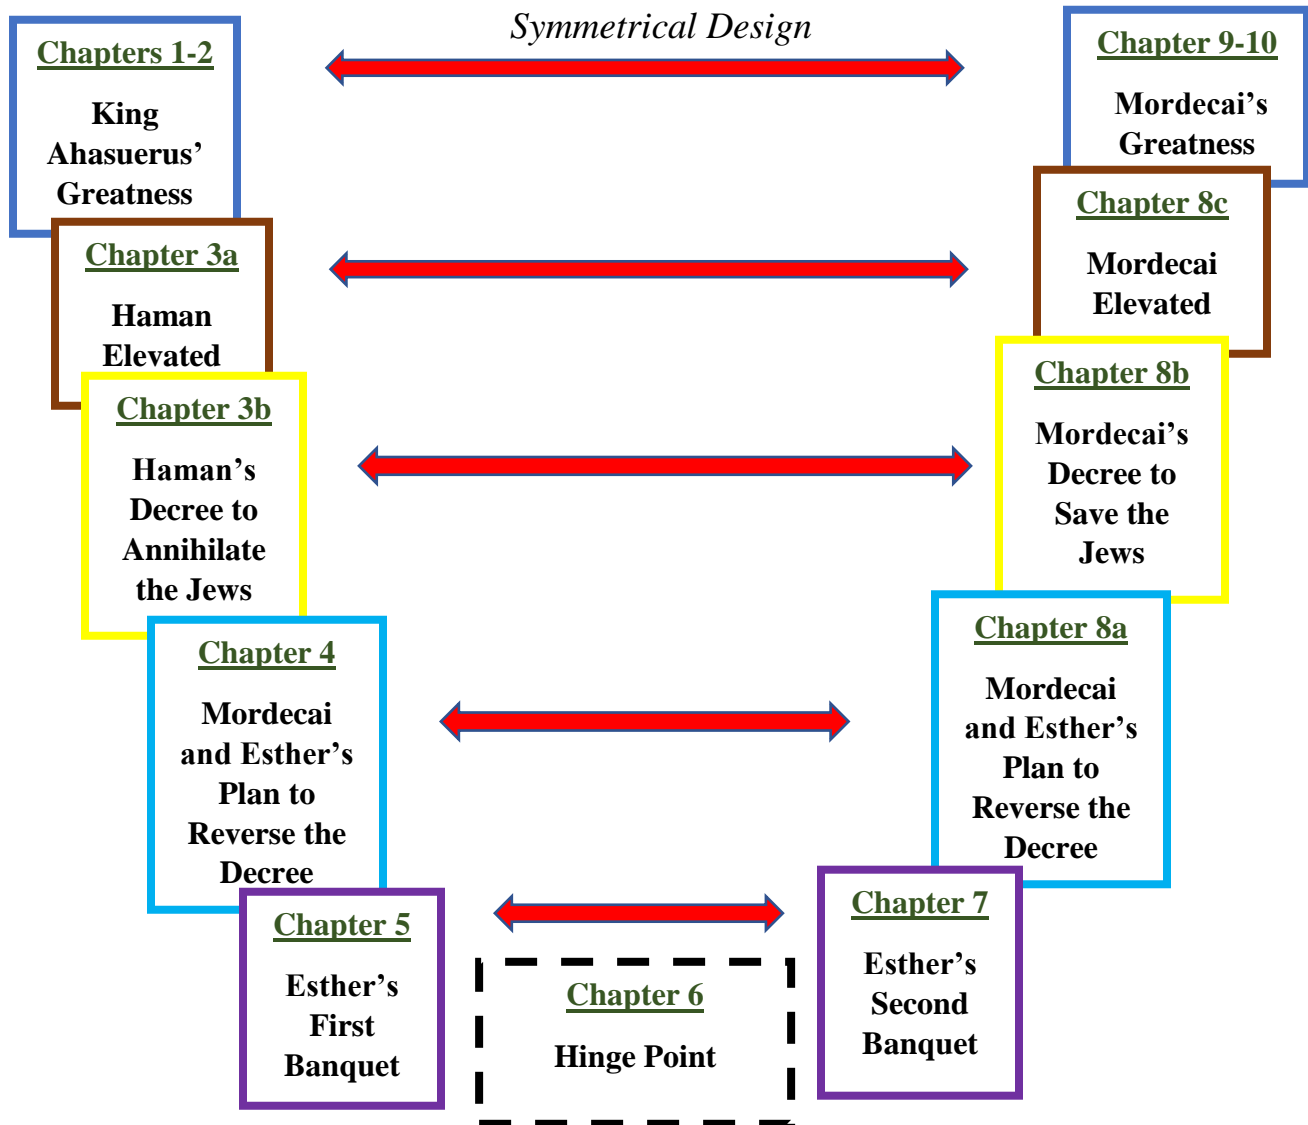 Symmetrical Design
Chapters 1-2
King
Ahasuerus’
Greatness
Chapter 3a
Haman
Elevated
Chapter 3b
Haman’s
Decree to
Annihilate
the Jews
Chapter 4
Mordecai
and Esther’s
Plan to
Reverse the
Decree
Chapter 5
Esther’s
First
Banquet
Chapter 6
Hinge Point
Chapter 7
Esther’s
Second
Banquet
Chapter 8a
Mordecai
and Esther’s
Plan to
Reverse the
Decree
Chapter 8b
Mordecai’s
Decree to
Save the
Jews
Chapter 8c
Mordecai
Elevated
Chapter 9-10
Mordecai’s
Greatness